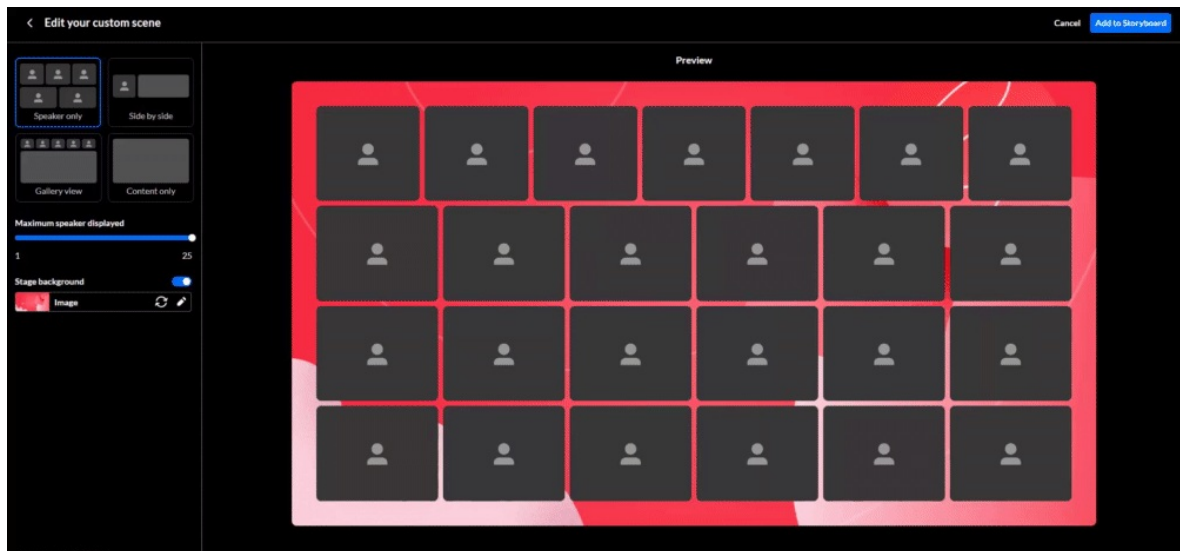 Edit your custom scene
Cancel
Add to Storyboard
Speaker only
Side by side
Gallery view
Content only
Maximum speaker displayed
1
25
Stage background
Image
Preview